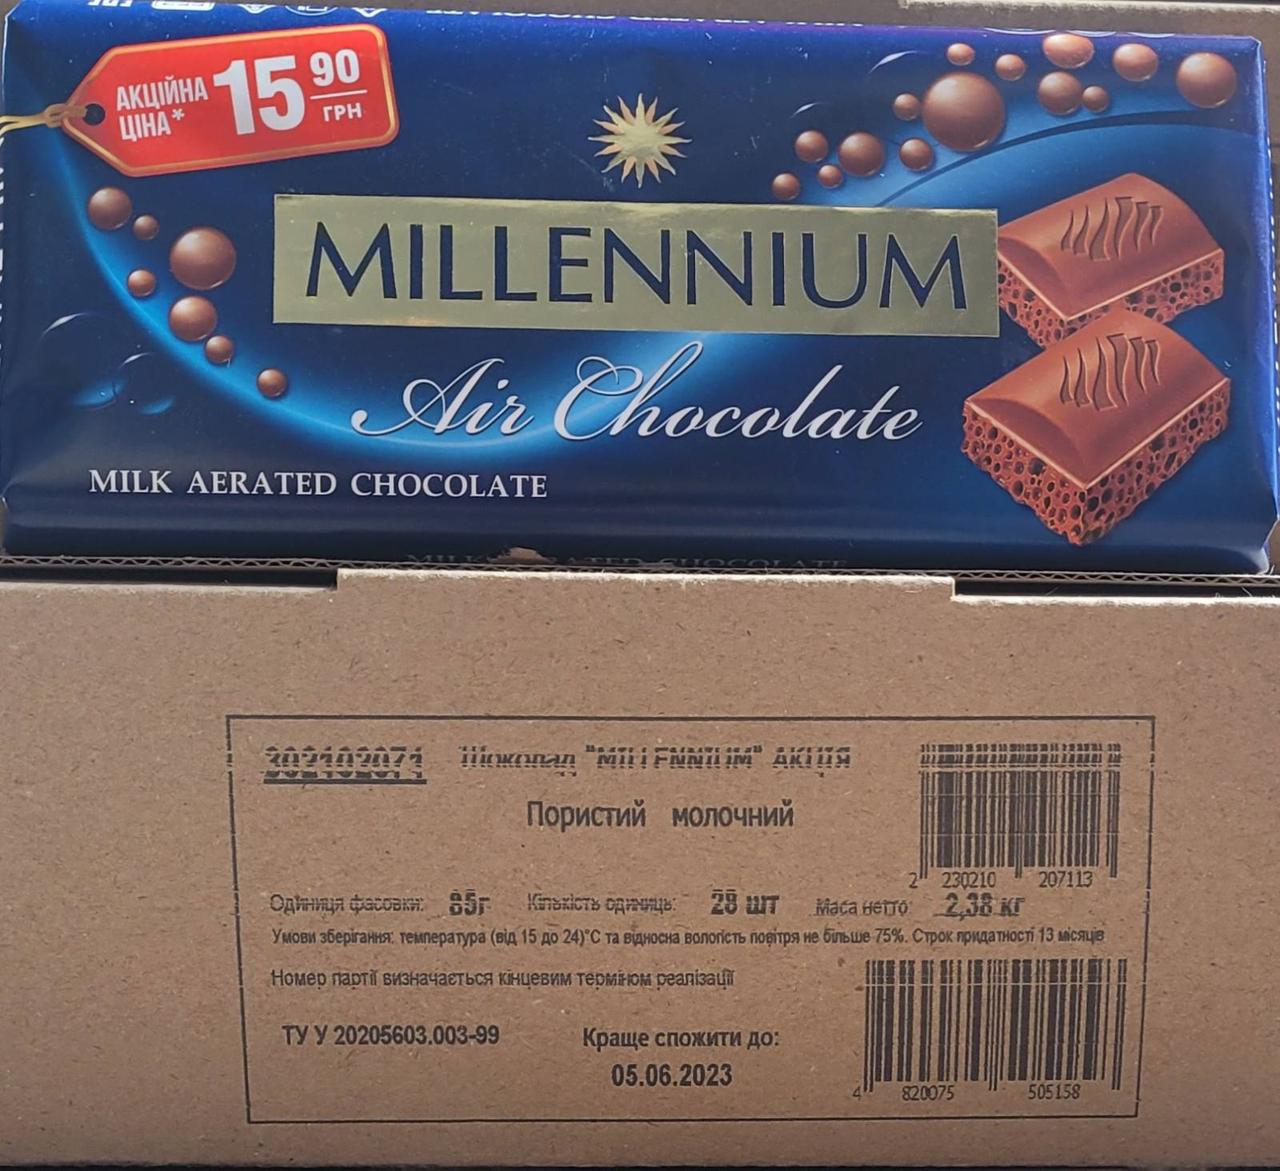 АКЦІЙНА
ЦІНА*
15 90
ГРН
MILLENNIUM
Air Chocolate
MILK AERATED CHOCOLATE
302102071 Шоколад "MILLENNIUM" АКЦІЯ
Пористий молочний
2 230210 207113
Одиниця фасовки: 85г Кількість одиниць: 28 шт Маса нетто: 2,38 кг
Умови зберігання: температура (від 15 до 24)°С та відносна вологість повітря не більше 75%. Строк придатності 13 місяців
Номер партії визначається кінцевим терміном реалізації
ТУ У 20205603.003-99 Краще спожити до:
05.06.2023
4 820075 505158